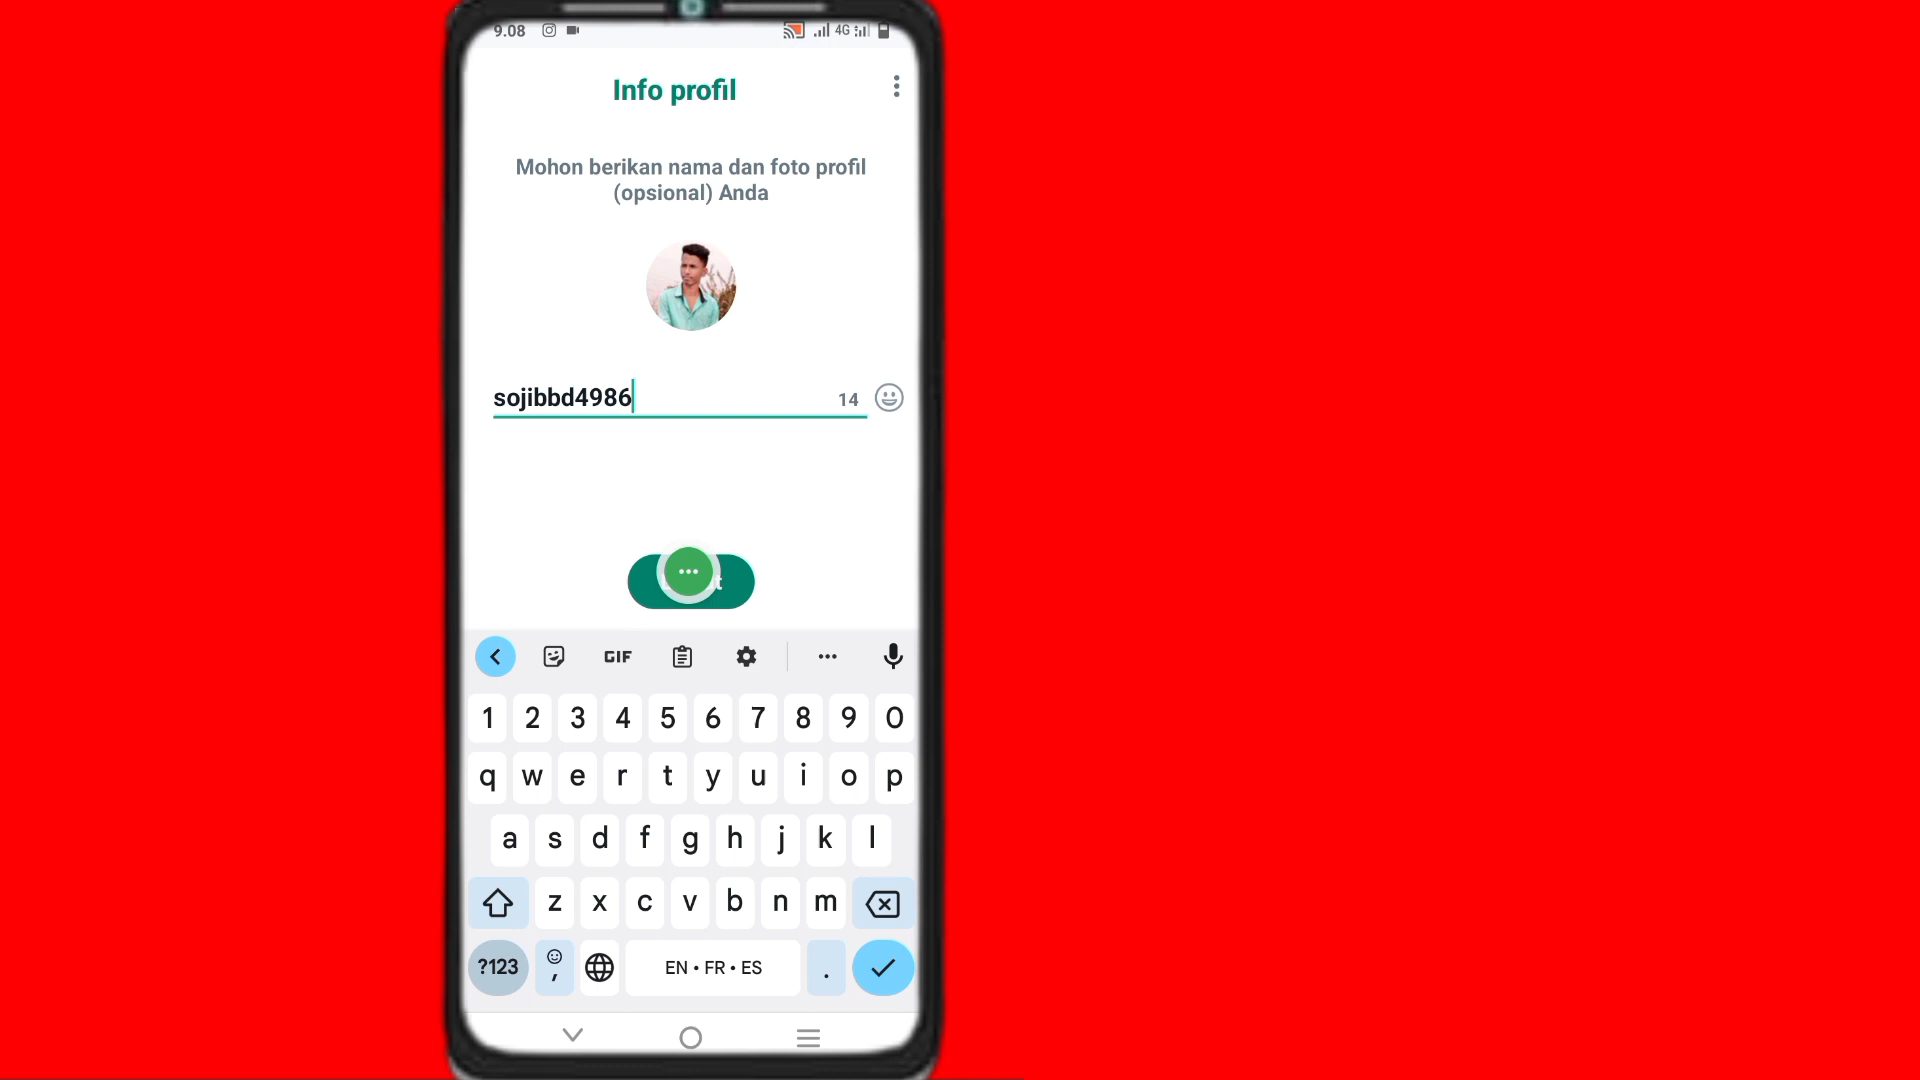 9.08
4G
Info profil
Mohon berikan nama dan foto profil
(opsional) Anda
sojibbd4986
14
GIF
1 2 3 4 5 6 7 8 9 0
q w e r t y u i o p
a s d f g h j k l
z x c v b n m
?123 , EN • FR • ES .